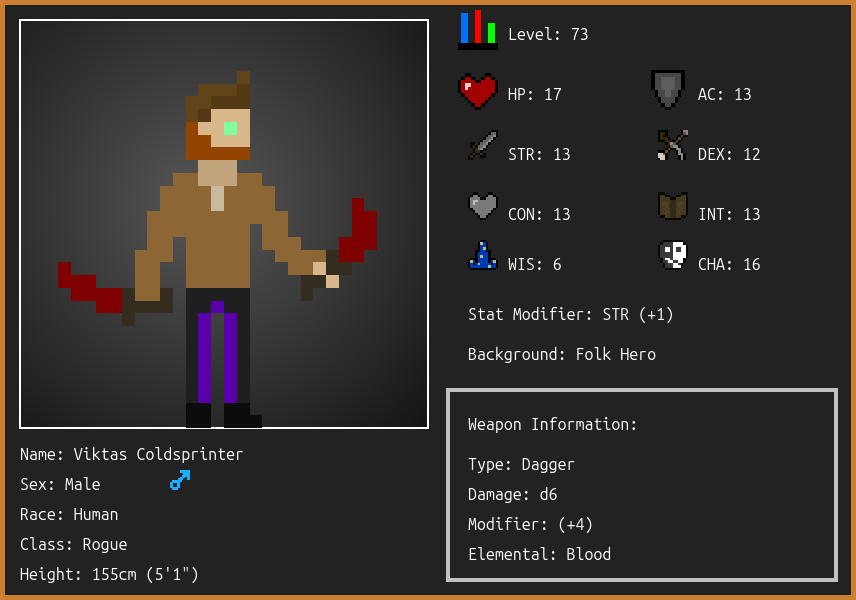 Level: 73
HP: 17
AC: 13
STR: 13
DEX: 12
CON: 13
INT: 13
WIS: 6
CHA: 16
Stat Modifier: STR (+1)
Background: Folk Hero
Weapon Information:
Type: Dagger
Damage: d6
Modifier: (+4)
Elemental: Blood
Name: Viktas Coldsprinter
Sex: Male
Race: Human
Class: Rogue
Height: 155cm (5'1")